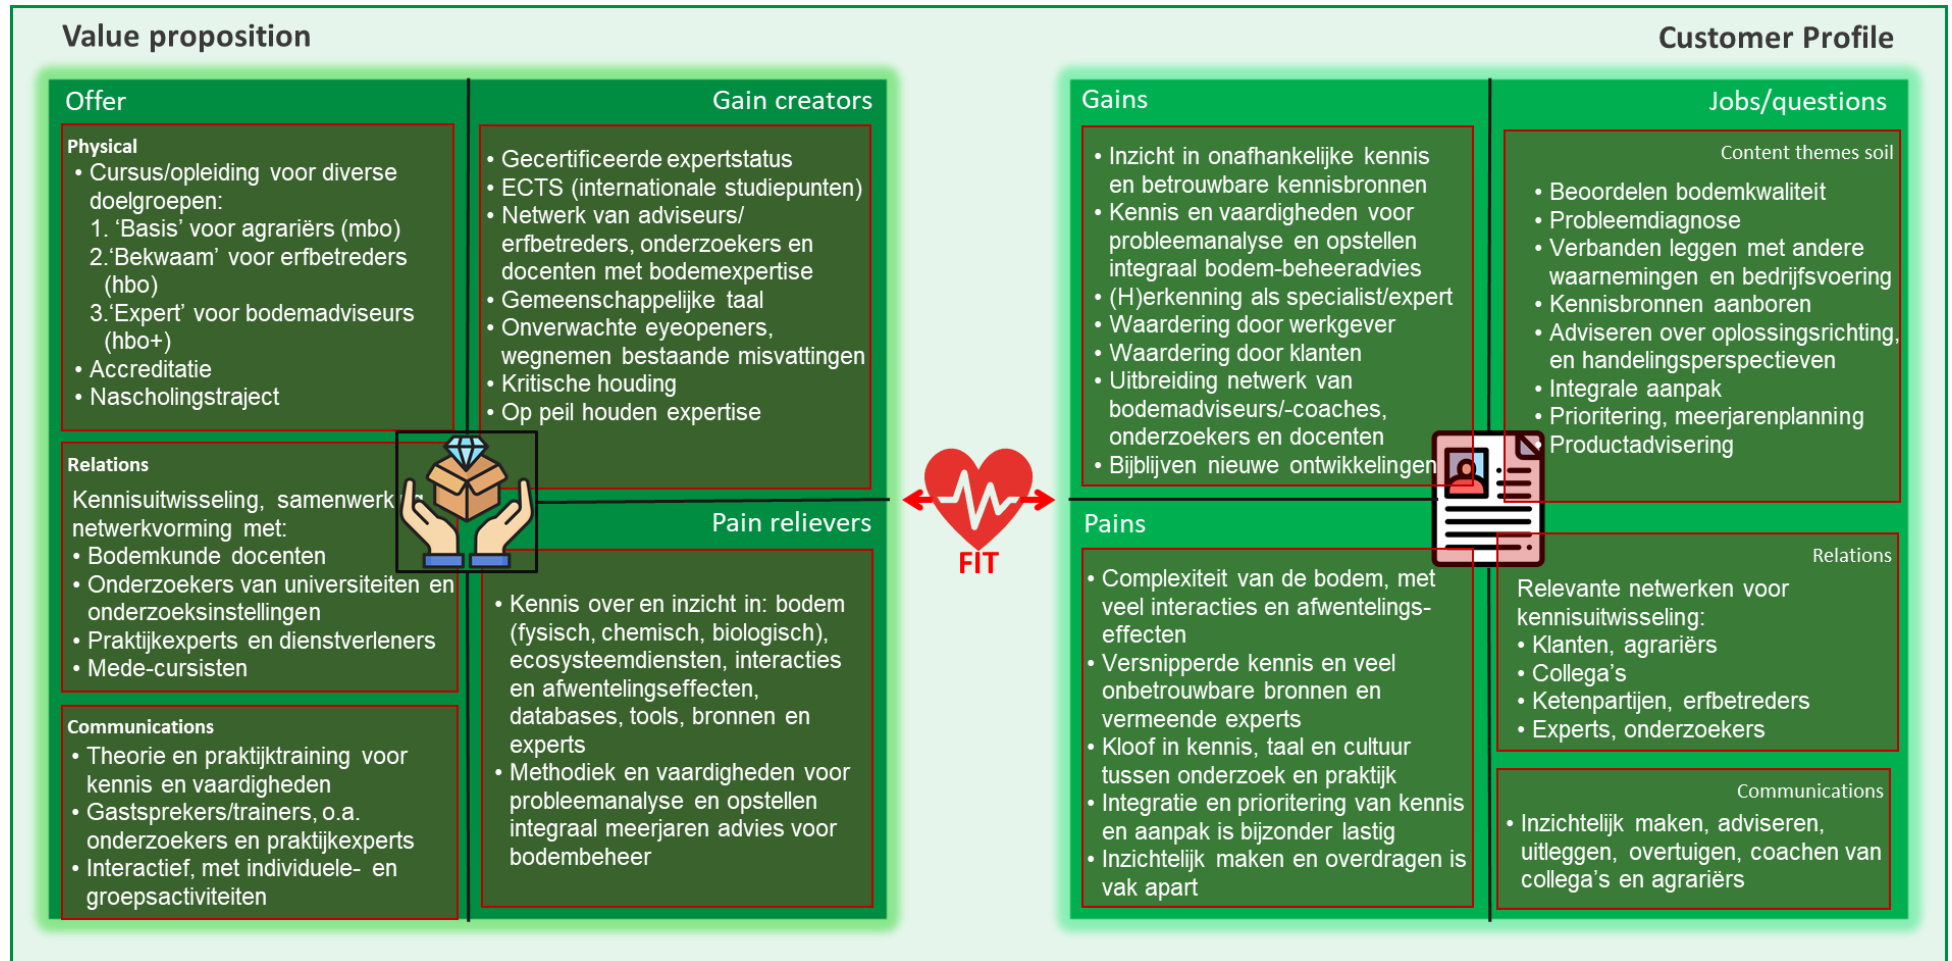 Value proposition
Customer Profile
Offer
Physical
• Cursus/opleiding voor diverse
doelgroepen:
1. ‘Basis’ voor agrariërs (mbo)
2.‘Bekwaam’ voor erfbetreders
(hbo)
3.‘Expert’ voor bodemadviseurs
(hbo+)
• Accreditatie
• Nascholingstraject
Relations
Kennisuitwisseling, samenwerking
netwerkvorming met:
• Bodemkunde docenten
• Onderzoekers van universiteiten en
onderzoeksinstellingen
• Praktijkexperts en dienstverleners
• Mede-cursisten
Communications
• Theorie en praktijktraining voor
kennis en vaardigheden
• Gastsprekers/trainers, o.a.
onderzoekers en praktijkexperts
• Interactief, met individuele- en
groepsactiviteiten
Gain creators
• Gecertificeerde expertstatus
• ECTS (internationale studiepunten)
• Netwerk van adviseurs/
erfbetreders, onderzoekers en
docenten met bodemexpertise
• Gemeenschappelijke taal
• Onverwachte eyeopeners,
wegnemen bestaande misvattingen
• Kritische houding
• Op peil houden expertise
Pain relievers
• Kennis over en inzicht in: bodem
(fysisch, chemisch, biologisch),
ecosysteemdiensten, interacties
en afwentelingseffecten,
databases, tools, bronnen en
experts
• Methodiek en vaardigheden voor
probleemanalyse en opstellen
integraal meerjaren advies voor
bodembeheer
FIT
Gains
• Inzicht in onafhankelijke kennis
en betrouwbare kennisbronnen
• Kennis en vaardigheden voor
probleemanalyse en opstellen
integraal bodem-beheeradvies
• (H)erkenning als specialist/expert
• Waardering door werkgever
• Waardering door klanten
• Uitbreiding netwerk van
bodemadviseurs/-coaches,
onderzoekers en docenten
• Bijblijven nieuwe ontwikkelingen
Pains
• Complexiteit van de bodem, met
veel interacties en afwentelings-
effecten
• Versnipperde kennis en veel
onbetrouwbare bronnen en
vermeende experts
• Kloof in kennis, taal en cultuur
tussen onderzoek en praktijk
• Integratie en prioritering van kennis
en aanpak is bijzonder lastig
• Inzichtelijk maken en overdragen is
vak apart
Jobs/questions
Content themes soil
• Beoordelen bodemkwaliteit
• Probleemdiagnose
• Verbanden leggen met andere
waarnemingen en bedrijfsvoering
• Kennisbronnen aanboren
• Adviseren over oplossingsrichting,
en handelingsperspectieven
• Integrale aanpak
• Prioritering, meerjarenplanning
• Productadvisering
Relations
Relevante netwerken voor
kennisuitwisseling:
• Klanten, agrariërs
• Collega’s
• Ketenpartijen, erfbetreders
• Experts, onderzoekers
Communications
• Inzichtelijk maken, adviseren,
uitleggen, overtuigen, coachen van
collega’s en agrariërs